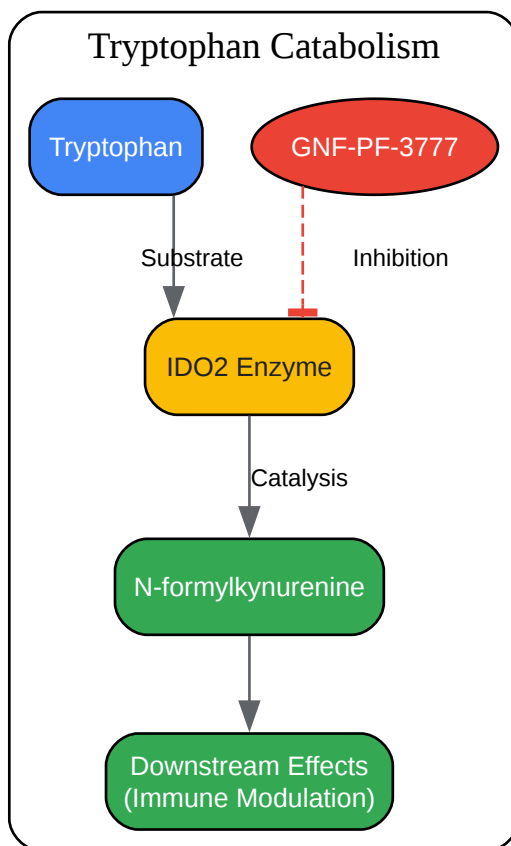 Tryptophan Catabolism
Tryptophan
GNF-PF-3777
Substrate
Inhibition
IDO2 Enzyme
Catalysis
N-formylkynurenine
Downstream Effects
(Immune Modulation)